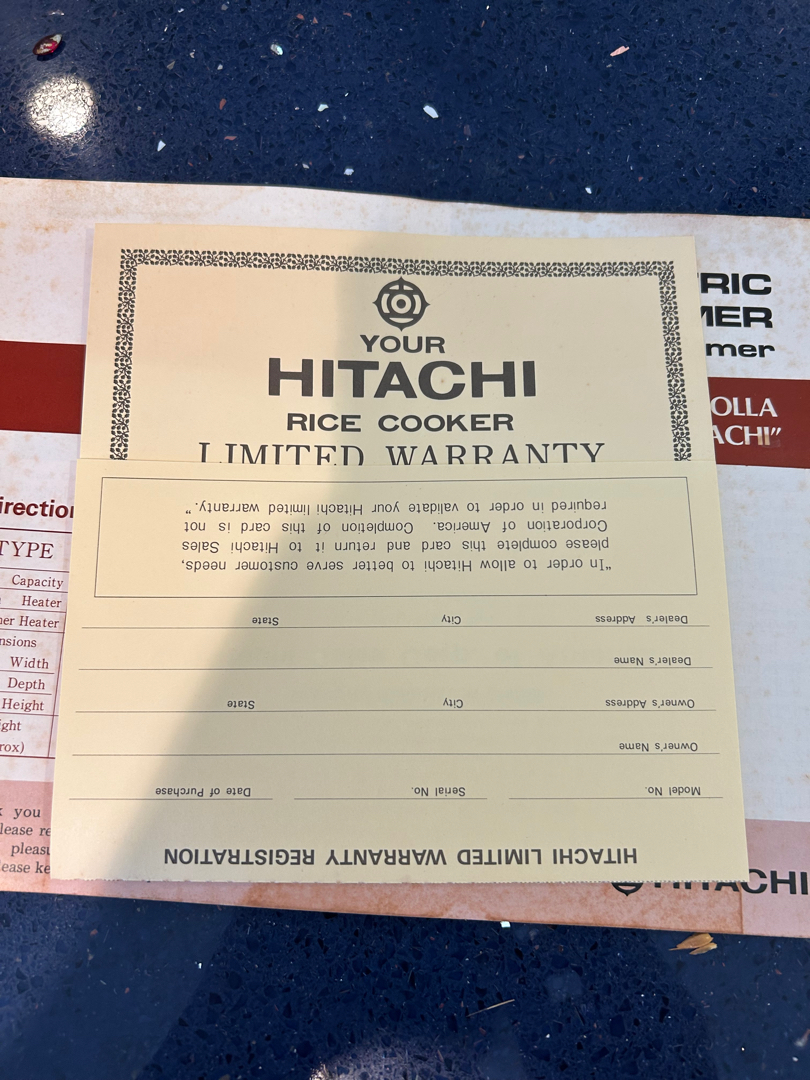 YOUR
HITACHI
RICE COOKER
LIMITED WARRANTY
HITACHI LIMITED WARRANTY REGISTRATION
Model No. Serial No. Date of Purchase
Owner's Name
Owner's Address City State
Dealer's Name
Dealer's Address City State
"In order to allow Hitachi to better serve customer needs,
please complete this card and return it to Hitachi Sales
Corporation of America. Completion of this card is not
required in order to validate your Hitachi limited warranty."
RIC
MER
mer
OLLA
ACHI"
HITACHI
irection
TYPE
Capacity
Heater
er Heater
nsions
Width
Depth
Height
ight
rox)
you
lease re
pleas
ease ke